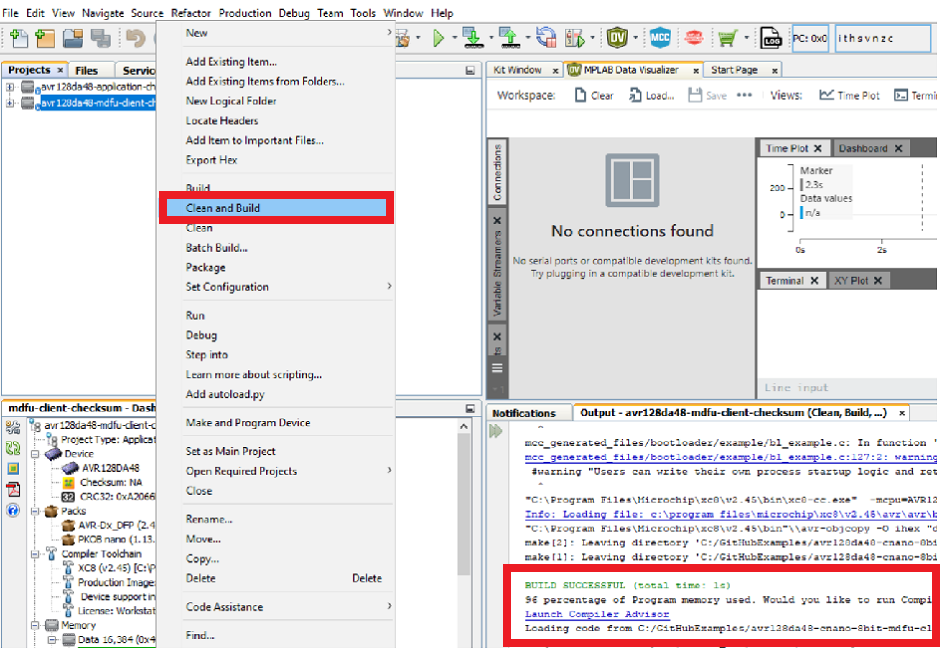 File Edit View Navigate Source Refactor Production Debug Team Tools Window Help
PC: 0x0
ithsvnzc
LOG
DV
MCC
Projects
Files
Servic
avr128da48-application-ch
avr128da48-mdfu-client-ch
New
Add Existing Item...
Add Existing Items from Folders...
New Logical Folder
Locate Headers
Add Item to Important Files...
Export Hex
Build
Clean and Build
Clean
Batch Build...
Package
Set Configuration
Run
Debug
Step into
Learn more about scripting...
Add autoload.py
Make and Program Device
Set as Main Project
Open Required Projects
Close
Rename...
Move...
Copy...
Delete Delete
Code Assistance
Find...
Kit Window
MPLAB Data Visualizer
Start Page
Workspace: Clear Load... Save Views: Time Plot Termi
Connections
Variable Streamers
No connections found
No serial ports or compatible development kits found.
Try plugging in a compatible development kit.
Time Plot
Dashboard
Marker
2.3s
Data values
n/a
200
0
0s
2s
Terminal
XY Plot
Line input
mdfu-client-checksum - Dash
avr128da48-mdfu-client-c
Project Type: Applicat
Device
AVR128DA48
Checksum: NA
CRC32: 0xA2066
Packs
AVR-Dx_DFP (2.4
PKOB nano (1.13.
Compiler Toolchain
XC8 (v2.45) [C:\P
Production Image:
Device support in
License: Workstat
Memory
Data 16,384 (0x4
Notifications
Output - avr128da48-mdfu-client-checksum (Clean, Build, ...)
^
mcc_generated_files/bootloader/example/bl_example.c: In function '
mcc_generated_files/bootloader/example/bl_example.c:127:2: warning
#warning "Users can write their own process startup logic and ret
^
"C:\Program Files\Microchip\xc8\v2.45\bin\xc8-cc.exe" -mcpu=AVR12
Info: Loading file: c:\program files\microchip\xc8\v2.45\avr\avr\b
"C:\Program Files\Microchip\xc8\v2.45\bin"\\avr-objcopy -O ihex "d
make[2]: Leaving directory 'C:/GitHubExamples/avr128da48-cnano-8bi
make[1]: Leaving directory 'C:/GitHubExamples/avr128da48-cnano-8bi
BUILD SUCCESSFUL (total time: 1s)
96 percentage of Program memory used. Would you like to run Compi
Launch Compiler Advisor
Loading code from C:/GitHubExamples/avr128da48-cnano-8bit-mdfu-cl